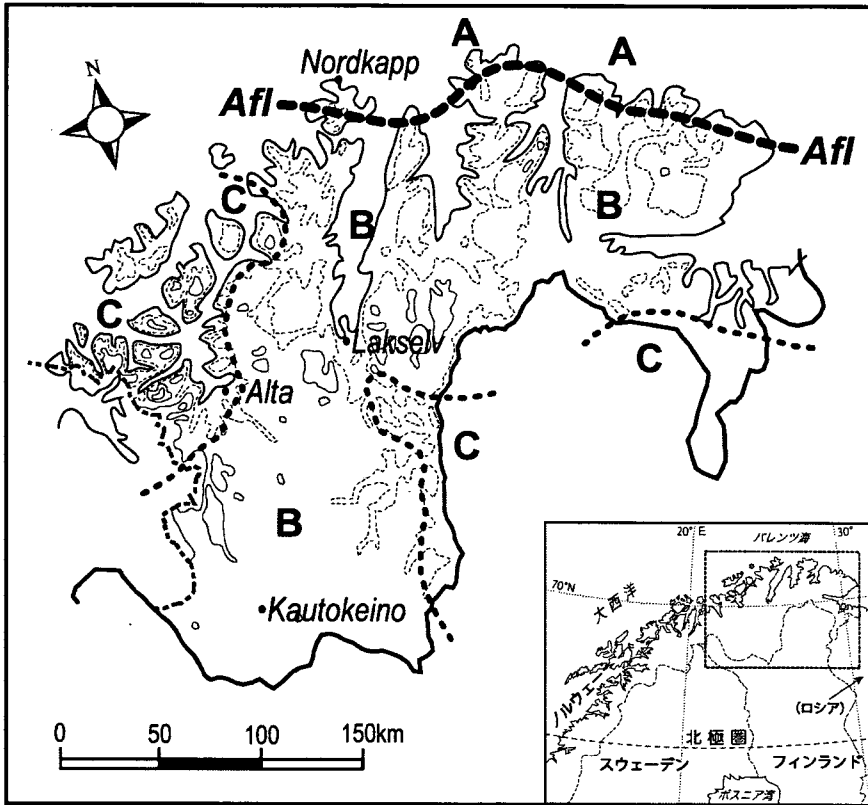 A
A
N
Nordkapp
Afl
Afl
C
B
B
C
Lakselv
C
Alta
C
B
Kautokeino
0 50 100 150km
20° E
バレンツ海
30°
70°N
大西洋
ノルウェー
(ロシア)
北極圏
スウェーデン
フィンランド
ボスニア湾